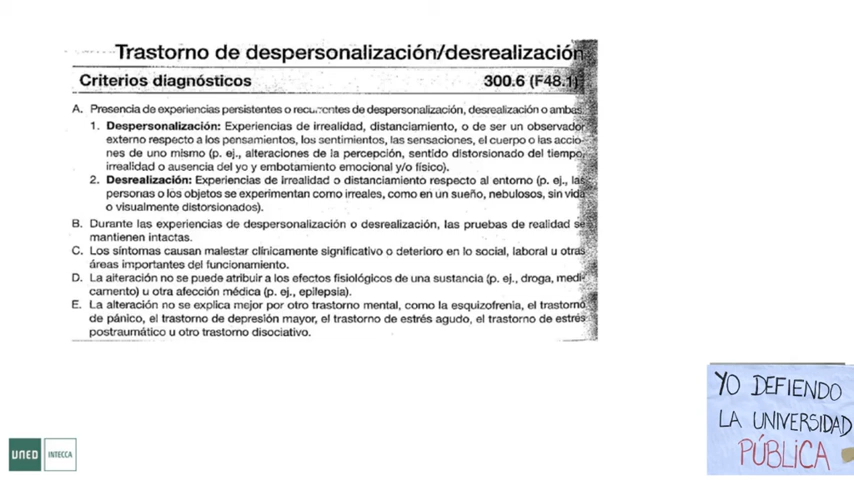 Trastorno de despersonalización/desrealización
Criterios diagnósticos 300.6 (F48.1)
A. Presencia de experiencias persistentes o recurrentes de despersonalización, desrealización o ambas.
1. Despersonalización: Experiencias de irrealidad, distanciamiento, o de ser un observador
externo respecto a los pensamientos, los sentimientos, las sensaciones, el cuerpo o las accio-
nes de uno mismo (p. ej., alteraciones de la percepción, sentido distorsionado del tiempo,
irrealidad o ausencia del yo y embotamiento emocional y/o físico).
2. Desrealización: Experiencias de irrealidad o distanciamiento respecto al entorno (p. ej., las
personas o los objetos se experimentan como irreales, como en un sueño, nebulosos, sin vida
o visualmente distorsionados).
B. Durante las experiencias de despersonalización o desrealización, las pruebas de realidad se
mantienen intactas.
C. Los síntomas causan malestar clínicamente significativo o deterioro en lo social, laboral u otras
áreas importantes del funcionamiento.
D. La alteración no se puede atribuir a los efectos fisiológicos de una sustancia (p. ej., droga, medi-
camento) u otra afección médica (p. ej., epilepsia).
E. La alteración no se explica mejor por otro trastorno mental, como la esquizofrenia, el trastorno
de pánico, el trastorno de depresión mayor, el trastorno de estrés agudo, el trastorno de estrés
postraumático u otro trastorno disociativo.
YO DEFIENDO
LA UNIVERSIDAD
PÚBLICA
UNED INTECCA